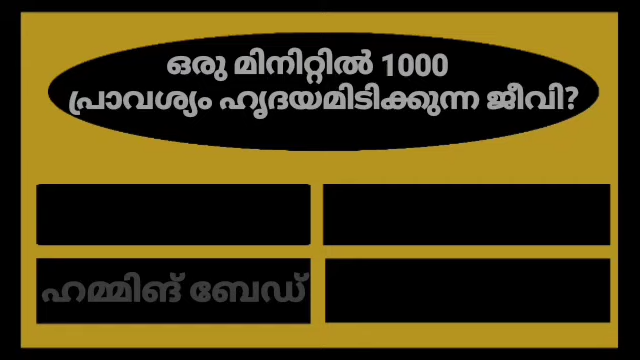 ഒരു മിനിറ്റിൽ 1000
പ്രാവശ്യം ഹൃദയമിടിക്കുന്ന ജീവി?
ഹമ്മിങ് ബേഡ്